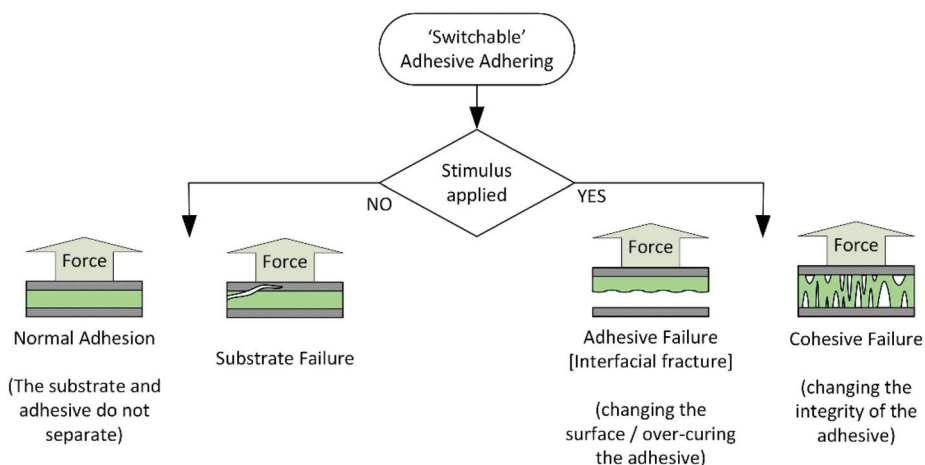 ‘Switchable’
Adhesive Adhering
Stimulus
applied
NO
YES
Force
Force
Force
Force
Normal Adhesion
(The substrate and
adhesive do not
separate)
Substrate Failure
Adhesive Failure
[Interfacial fracture]
(changing the
surface / over-curing
the adhesive)
Cohesive Failure
(changing the
integrity of the
adhesive)